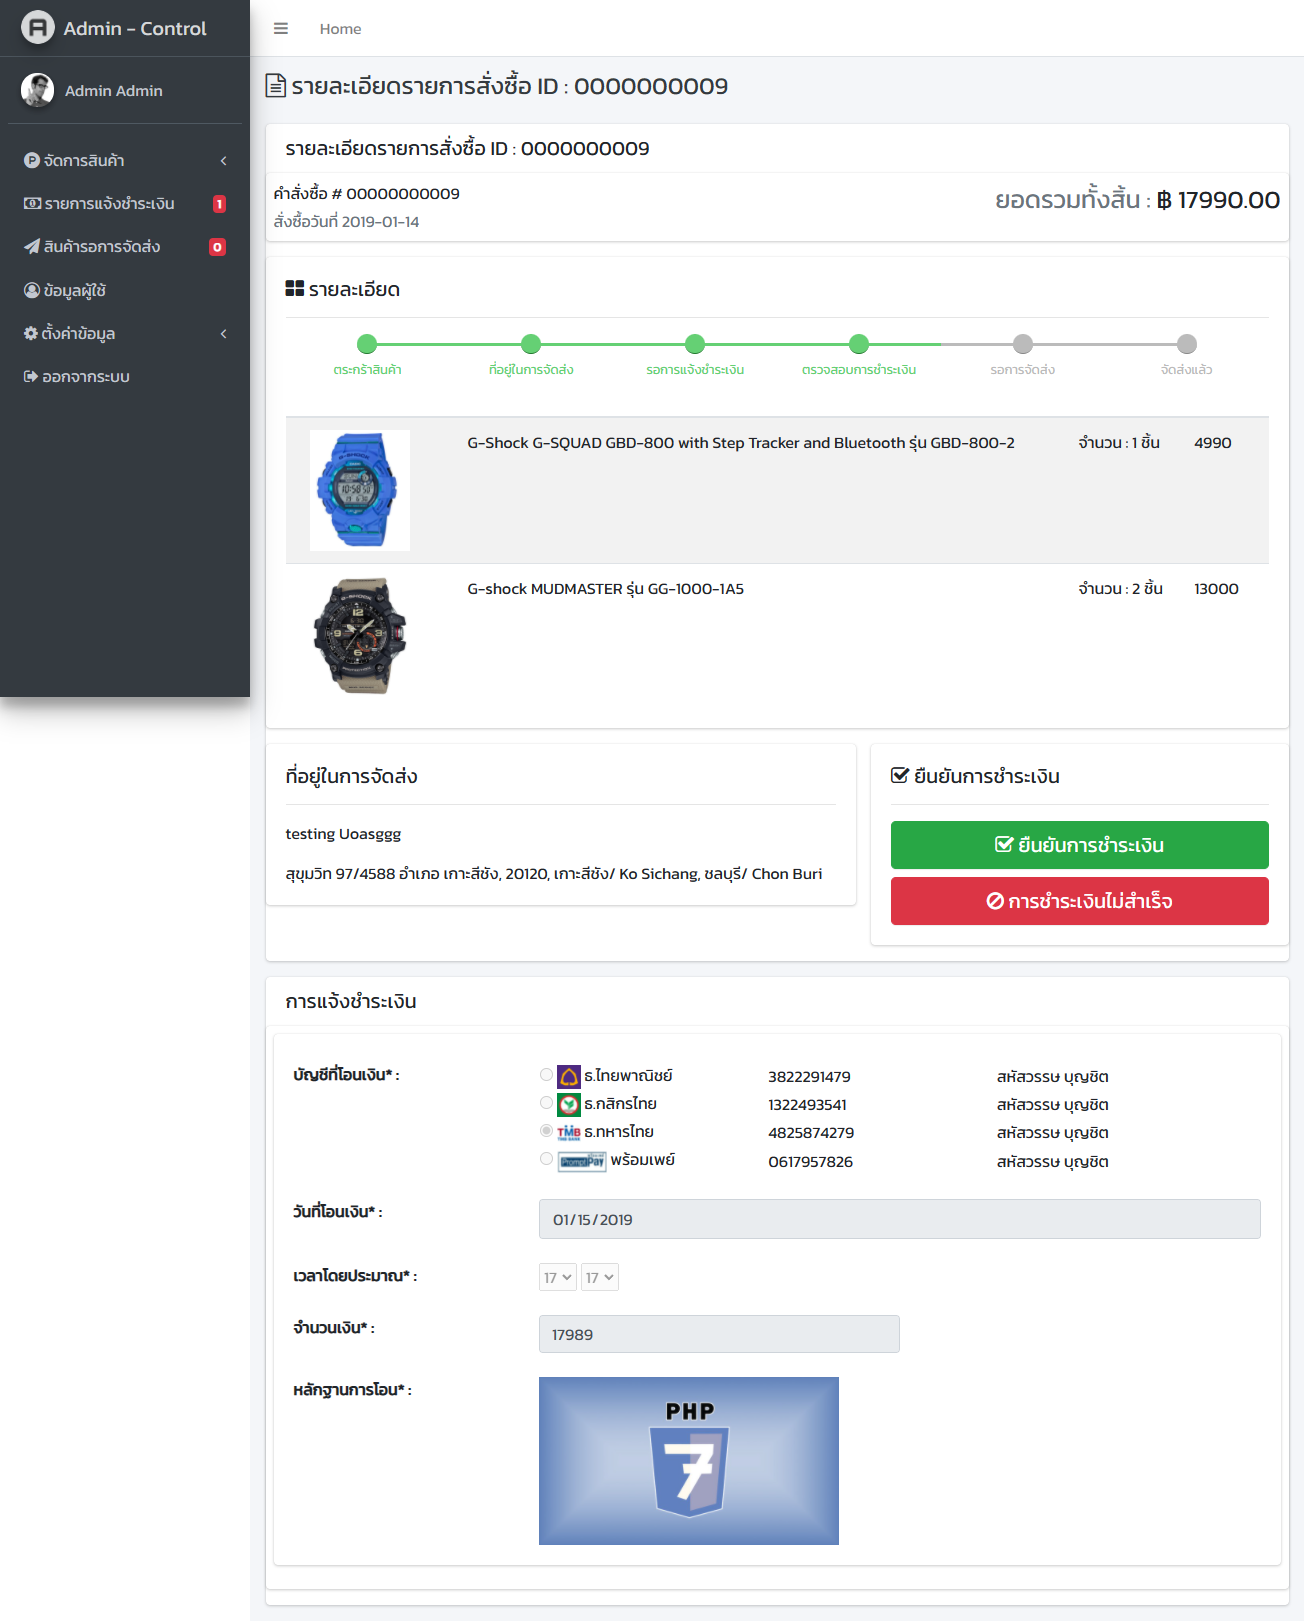 Admin - Control
Home
Admin Admin
จัดการสินค้า
รายการแจ้งชำระเงิน 1
สินค้ารอการจัดส่ง 0
ข้อมูลผู้ใช้
ตั้งค่าข้อมูล
ออกจากระบบ
รายละเอียดรายการสั่งซื้อ ID : 0000000009
รายละเอียดรายการสั่งซื้อ ID : 0000000009
คำสั่งซื้อ # 00000000009
ยอดรวมทั้งสิ้น : ฿ 17990.00
สั่งซื้อวันที่ 2019-01-14
รายละเอียด
ตระกร้าสินค้า ที่อยู่ในการจัดส่ง รอการแจ้งชำระเงิน ตรวจสอบการชำระเงิน รอการจัดส่ง จัดส่งแล้ว
G-Shock G-SQUAD GBD-800 with Step Tracker and Bluetooth รุ่น GBD-800-2 จำนวน : 1 ชิ้น 4990
G-shock MUDMASTER รุ่น GG-1000-1A5 จำนวน : 2 ชิ้น 13000
ที่อยู่ในการจัดส่ง
testing Uoasggg
สุขุมวิท 97/4588 อำเภอ เกาะสีชัง, 20120, เกาะสีชัง/ Ko Sichang, ชลบุรี/ Chon Buri
ยืนยันการชำระเงิน
ยืนยันการชำระเงิน
การชำระเงินไม่สำเร็จ
การแจ้งชำระเงิน
บัญชีที่โอนเงิน* :
ธ.ไทยพาณิชย์ 3822291479 สหัสวรรษ บุญชิต
ธ.กสิกรไทย 1322493541 สหัสวรรษ บุญชิต
TMB ธ.ทหารไทย 4825874279 สหัสวรรษ บุญชิต
PromptPay พร้อมเพย์ 0617957826 สหัสวรรษ บุญชิต
วันที่โอนเงิน* : 01/15/2019
เวลาโดยประมาณ* : 17 17
จำนวนเงิน* : 17989
หลักฐานการโอน* :
PHP
7